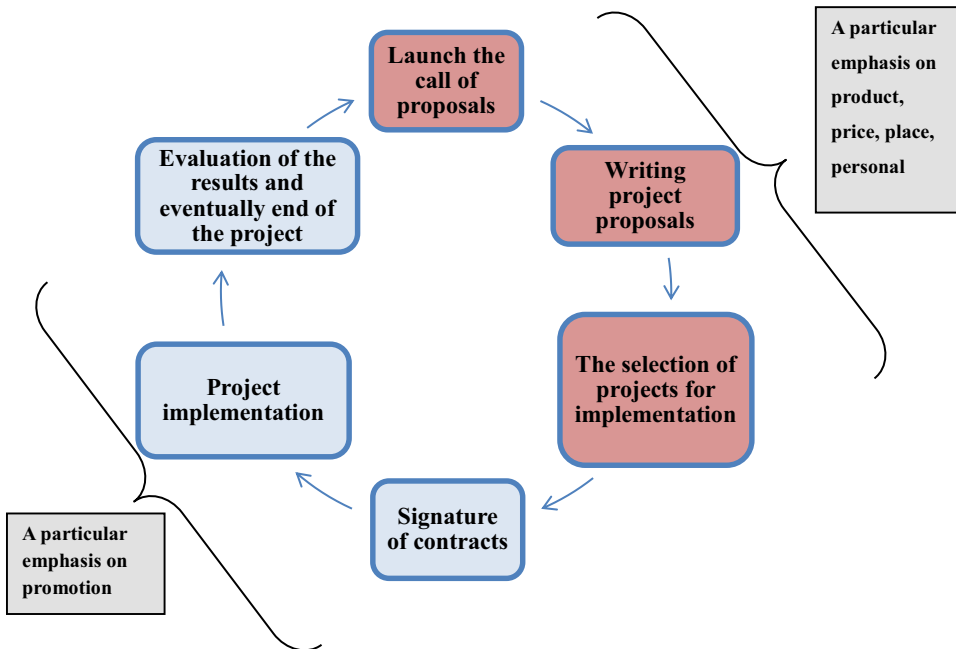 Launch the
call of
proposals
A particular
emphasis on
product,
price, place,
personal
Writing
project
proposals
The selection of
projects for
implementation
Signature
of contracts
Project
implementation
Evaluation of the
results and
eventually end of
the project
A particular
emphasis on
promotion